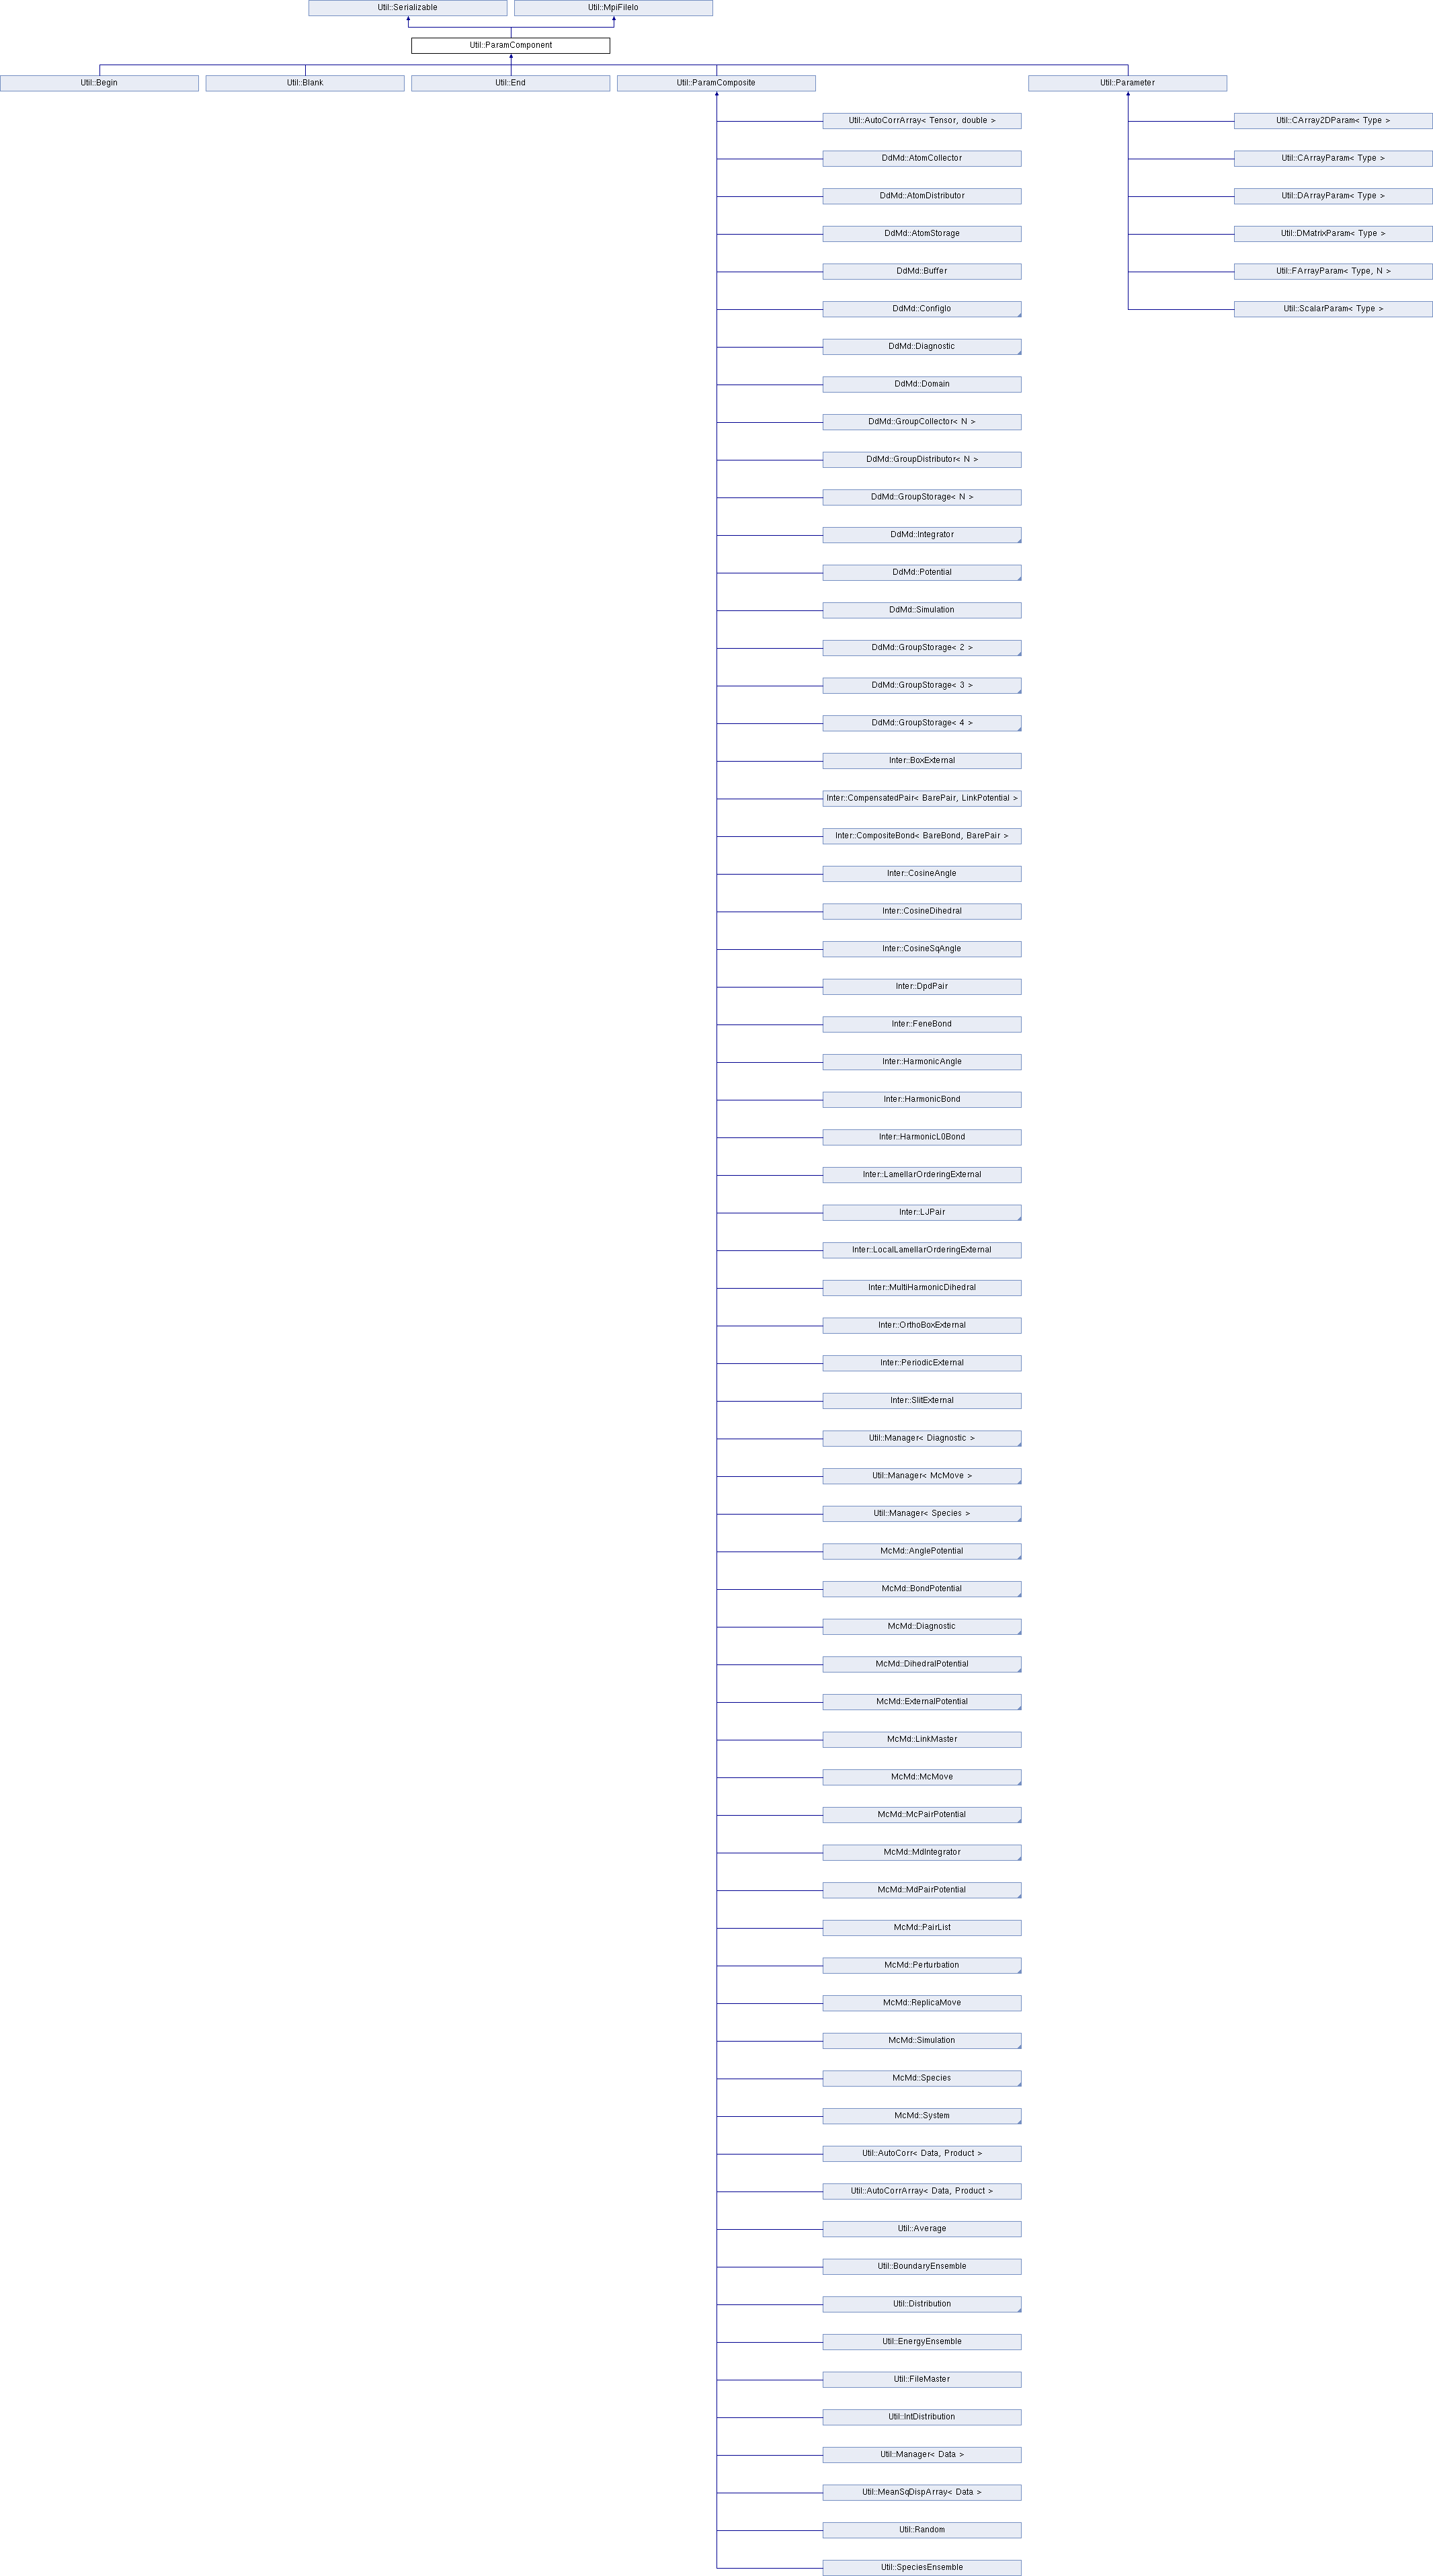 Util::Serializable
Util::MpiFileIo
Util::ParamComponent
Util::Begin
Util::Blank
Util::End
Util::ParamComposite
Util::Parameter
Util::AutoCorrArray< Tensor, double >
Util::CArray2DParam< Type >
DdMd::AtomCollector
Util::CArrayParam< Type >
DdMd::AtomDistributor
Util::DArrayParam< Type >
DdMd::AtomStorage
Util::DMatrixParam< Type >
DdMd::Buffer
Util::FArrayParam< Type, N >
DdMd::ConfigIo
Util::ScalarParam< Type >
DdMd::Diagnostic
DdMd::Domain
DdMd::GroupCollector< N >
DdMd::GroupDistributor< N >
DdMd::GroupStorage< N >
DdMd::Integrator
DdMd::Potential
DdMd::Simulation
DdMd::GroupStorage< 2 >
DdMd::GroupStorage< 3 >
DdMd::GroupStorage< 4 >
Inter::BoxExternal
Inter::CompensatedPair< BarePair, LinkPotential >
Inter::CompositeBond< BareBond, BarePair >
Inter::CosineAngle
Inter::CosineDihedral
Inter::CosineSqAngle
Inter::DpdPair
Inter::FeneBond
Inter::HarmonicAngle
Inter::HarmonicBond
Inter::HarmonicL0Bond
Inter::LamellarOrderingExternal
Inter::LJPair
Inter::LocalLamellarOrderingExternal
Inter::MultiHarmonicDihedral
Inter::OrthoBoxExternal
Inter::PeriodicExternal
Inter::SlitExternal
Util::Manager< Diagnostic >
Util::Manager< McMove >
Util::Manager< Species >
McMd::AnglePotential
McMd::BondPotential
McMd::Diagnostic
McMd::DihedralPotential
McMd::ExternalPotential
McMd::LinkMaster
McMd::McMove
McMd::McPairPotential
McMd::MdIntegrator
McMd::MdPairPotential
McMd::PairList
McMd::Perturbation
McMd::ReplicaMove
McMd::Simulation
McMd::Species
McMd::System
Util::AutoCorr< Data, Product >
Util::AutoCorrArray< Data, Product >
Util::Average
Util::BoundaryEnsemble
Util::Distribution
Util::EnergyEnsemble
Util::FileMaster
Util::IntDistribution
Util::Manager< Data >
Util::MeanSqDispArray< Data >
Util::Random
Util::SpeciesEnsemble